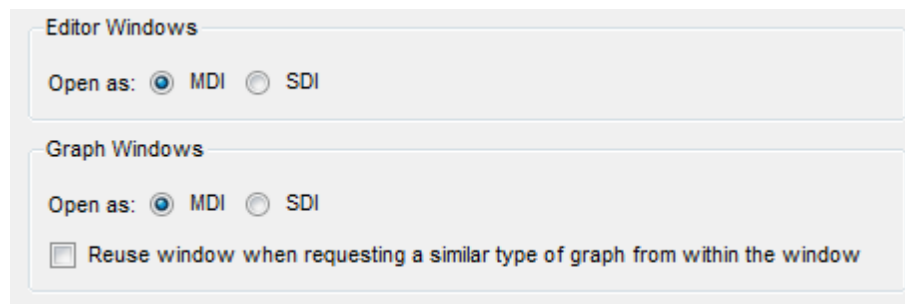 Editor Windows
Open as: MDI SDI
Graph Windows
Open as: MDI SDI
Reuse window when requesting a similar type of graph from within the window